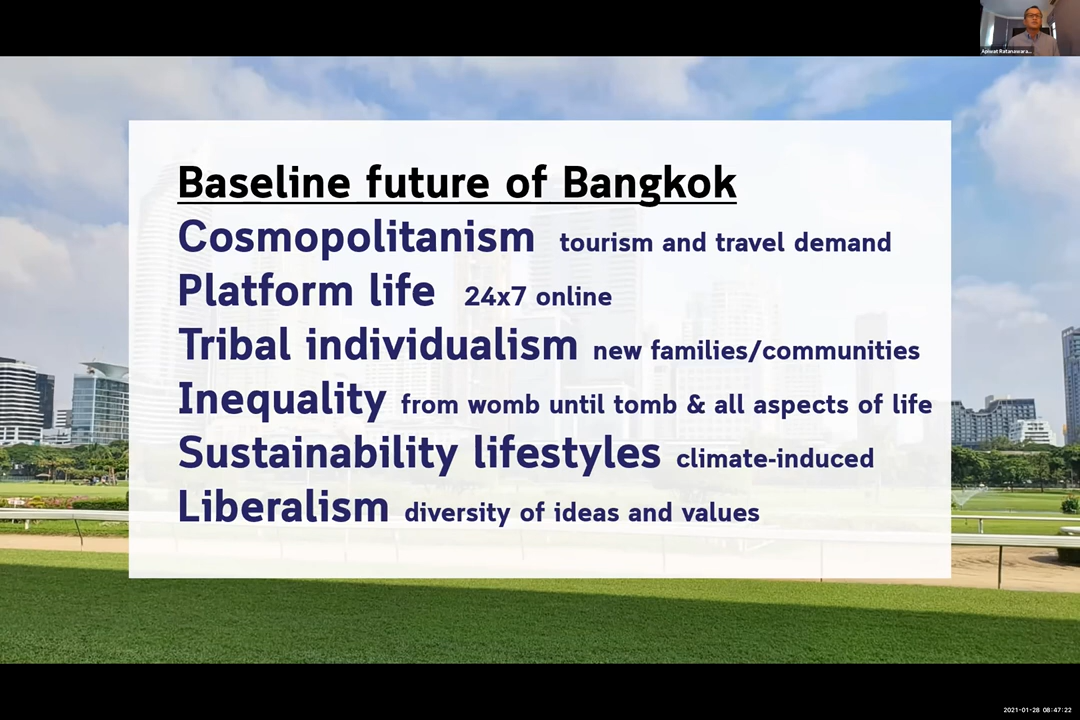 Apiwat Ratanawara...
Baseline future of Bangkok
Cosmopolitanism tourism and travel demand
Platform life 24x7 online
Tribal individualism new families/communities
Inequality from womb until tomb & all aspects of life
Sustainability lifestyles climate-induced
Liberalism diversity of ideas and values
2021-01-28 08:47:22